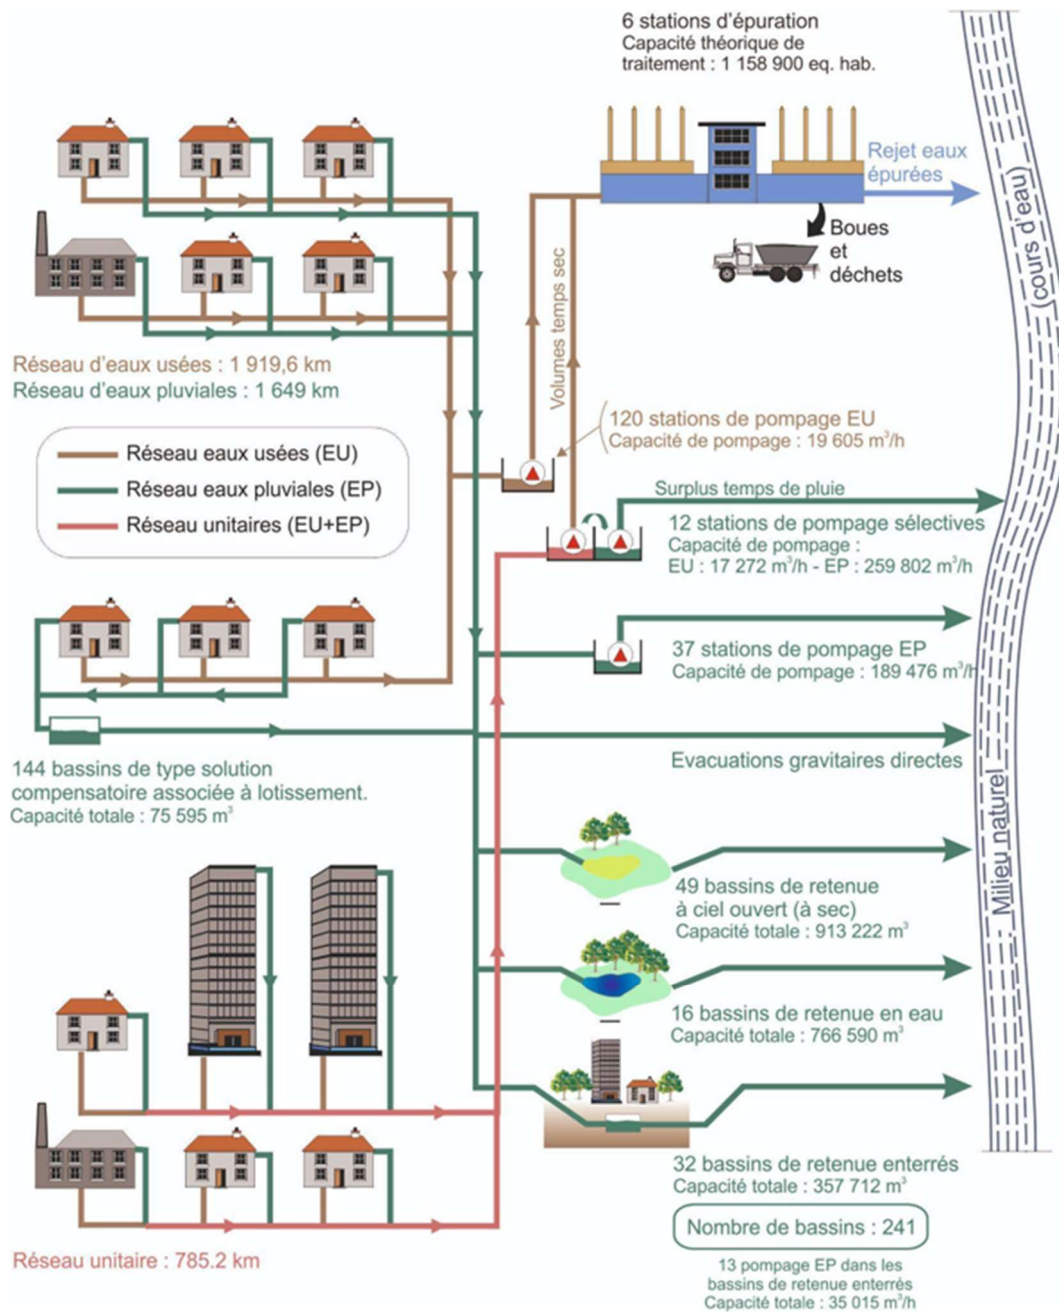 6 stations d'épuration
Capacité théorique de
traitement : 1 158 900 eq. hab.
Rejet eaux
épurées
Boues
et
déchets
(cours d'eau)
Volumes temps sec
Réseau d'eaux usées : 1 919,6 km
Réseau d'eaux pluviales : 1 649 km
120 stations de pompage EU
Capacité de pompage : 19 605 m³/h
Réseau eaux usées (EU)
Réseau eaux pluviales (EP)
Réseau unitaires (EU+EP)
Surplus temps de pluie
12 stations de pompage sélectives
Capacité de pompage :
EU : 17 272 m³/h - EP : 259 802 m³/h
37 stations de pompage EP
Capacité de pompage : 189 476 m³/h
Evacuations gravitaires directes
144 bassins de type solution
compensatoire associée à lotissement.
Capacité totale : 75 595 m³
Milieu naturel
49 bassins de retenue
à ciel ouvert (à sec)
Capacité totale : 913 222 m³
16 bassins de retenue en eau
Capacité totale : 766 590 m³
32 bassins de retenue enterrés
Capacité totale : 357 712 m³
Nombre de bassins : 241
Réseau unitaire : 785.2 km
13 pompage EP dans les
bassins de retenue enterrés
Capacité totale : 35 015 m³/h